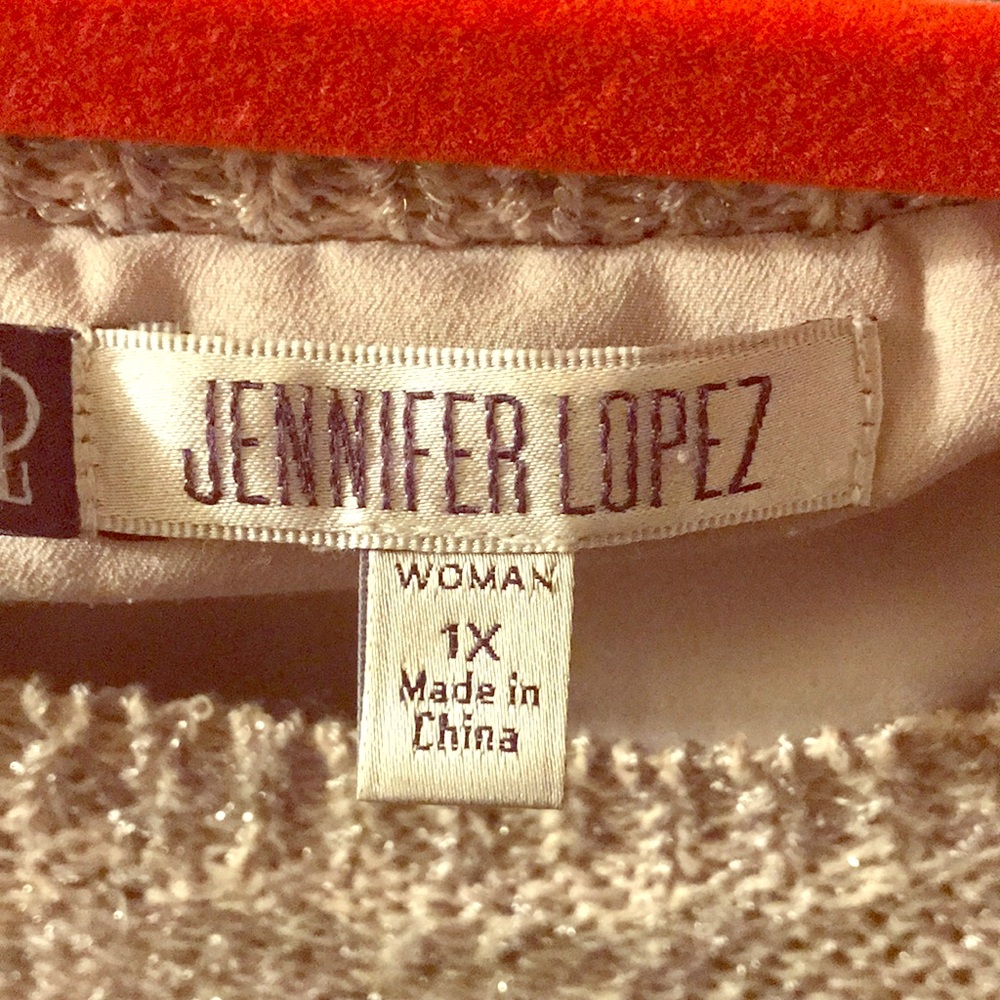 JENNIFER LOPEZ
WOMAN
1X
Made in
China